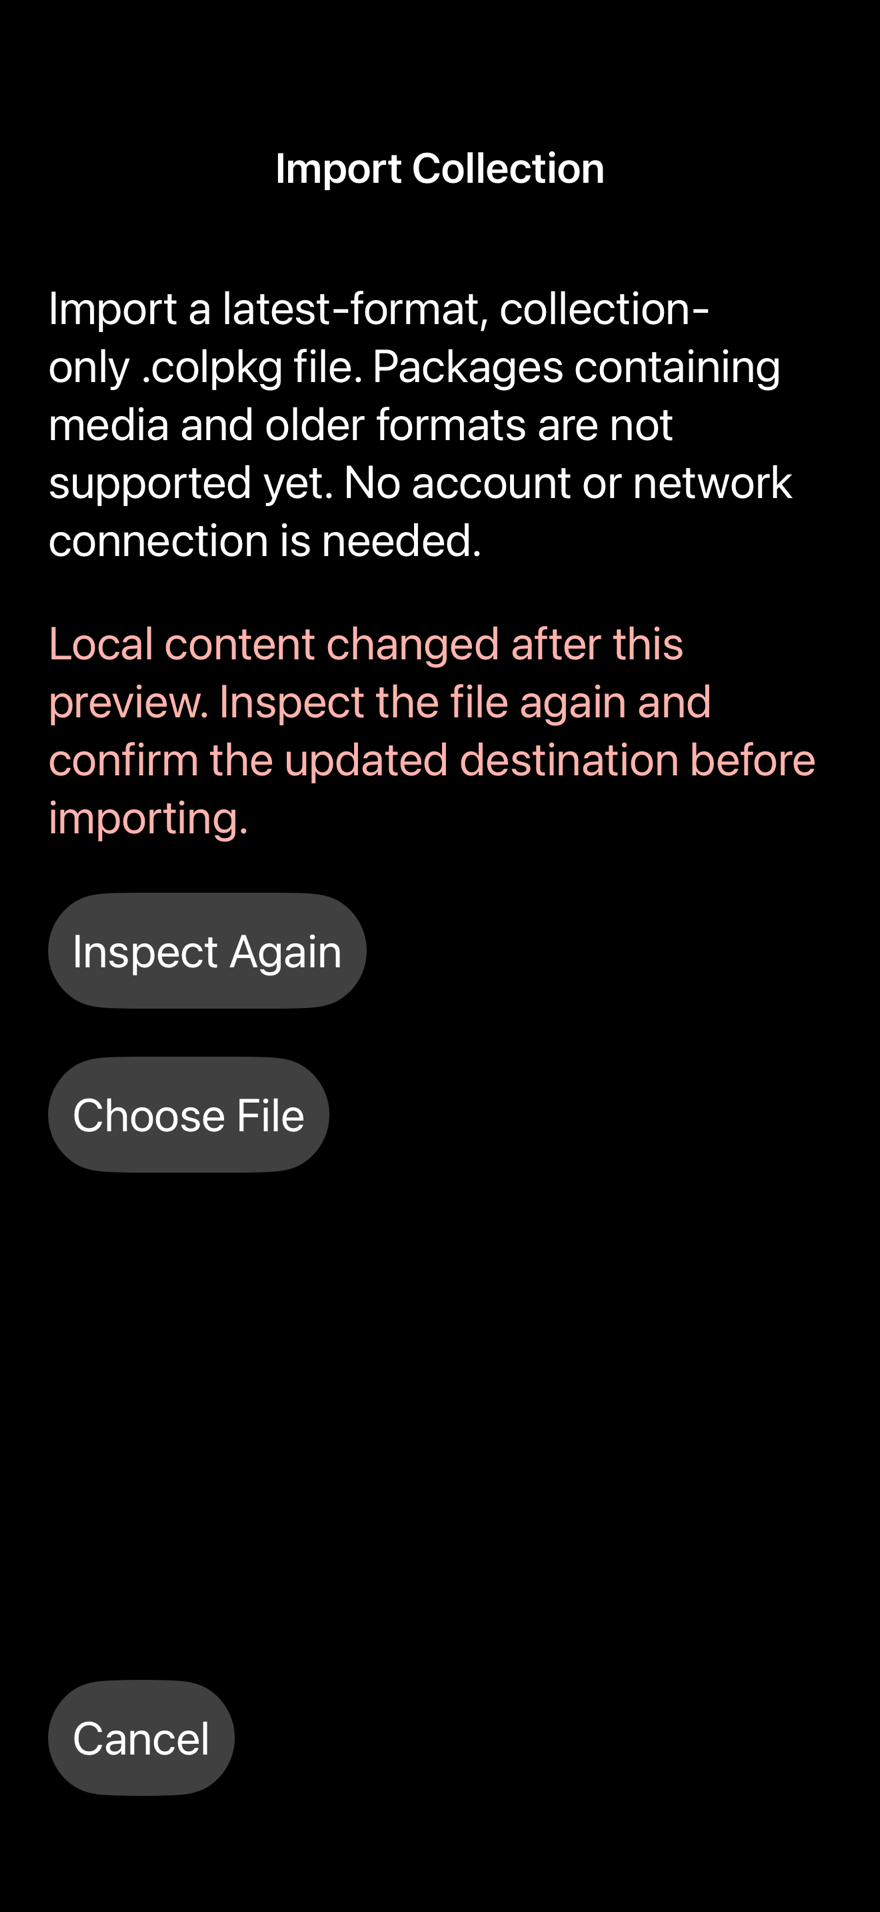 Import Collection
Import a latest-format, collection-
only .colpkg file. Packages containing
media and older formats are not
supported yet. No account or network
connection is needed.
Local content changed after this
preview. Inspect the file again and
confirm the updated destination before
importing.
Inspect Again
Choose File
Cancel